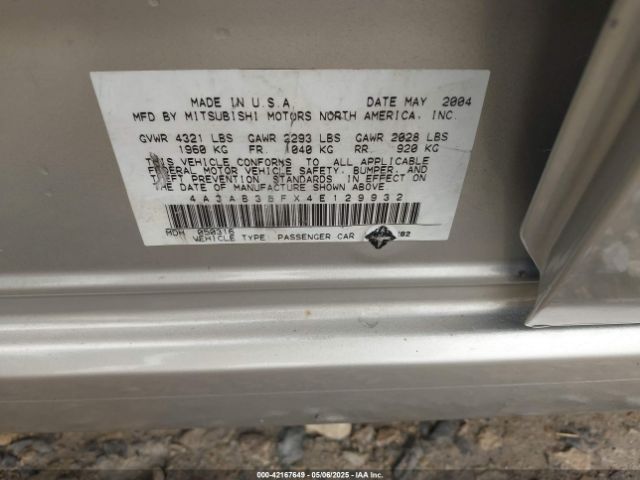 MADE IN U.S.A. DATE MAY 2004
MFD BY MITSUBISHI MOTORS NORTH AMERICA, INC.
GVWR 4321 LBS GAWR 2293 LBS GAWR 2028 LBS
1960 KG FR. 1040 KG RR. 920 KG
THIS VEHICLE CONFORMS TO ALL APPLICABLE
FEDERAL MOTOR VEHICLE SAFETY, BUMPER, AND
THEFT PREVENTION STANDARDS IN EFFECT ON
THE DATE OF MANUFACTURE SHOWN ABOVE.
4A3AB36FX4E129932
MDH 050316
VEHICLE TYPE: PASSENGER CAR
000-42167649 | 05/06/2025 — IAA Inc.